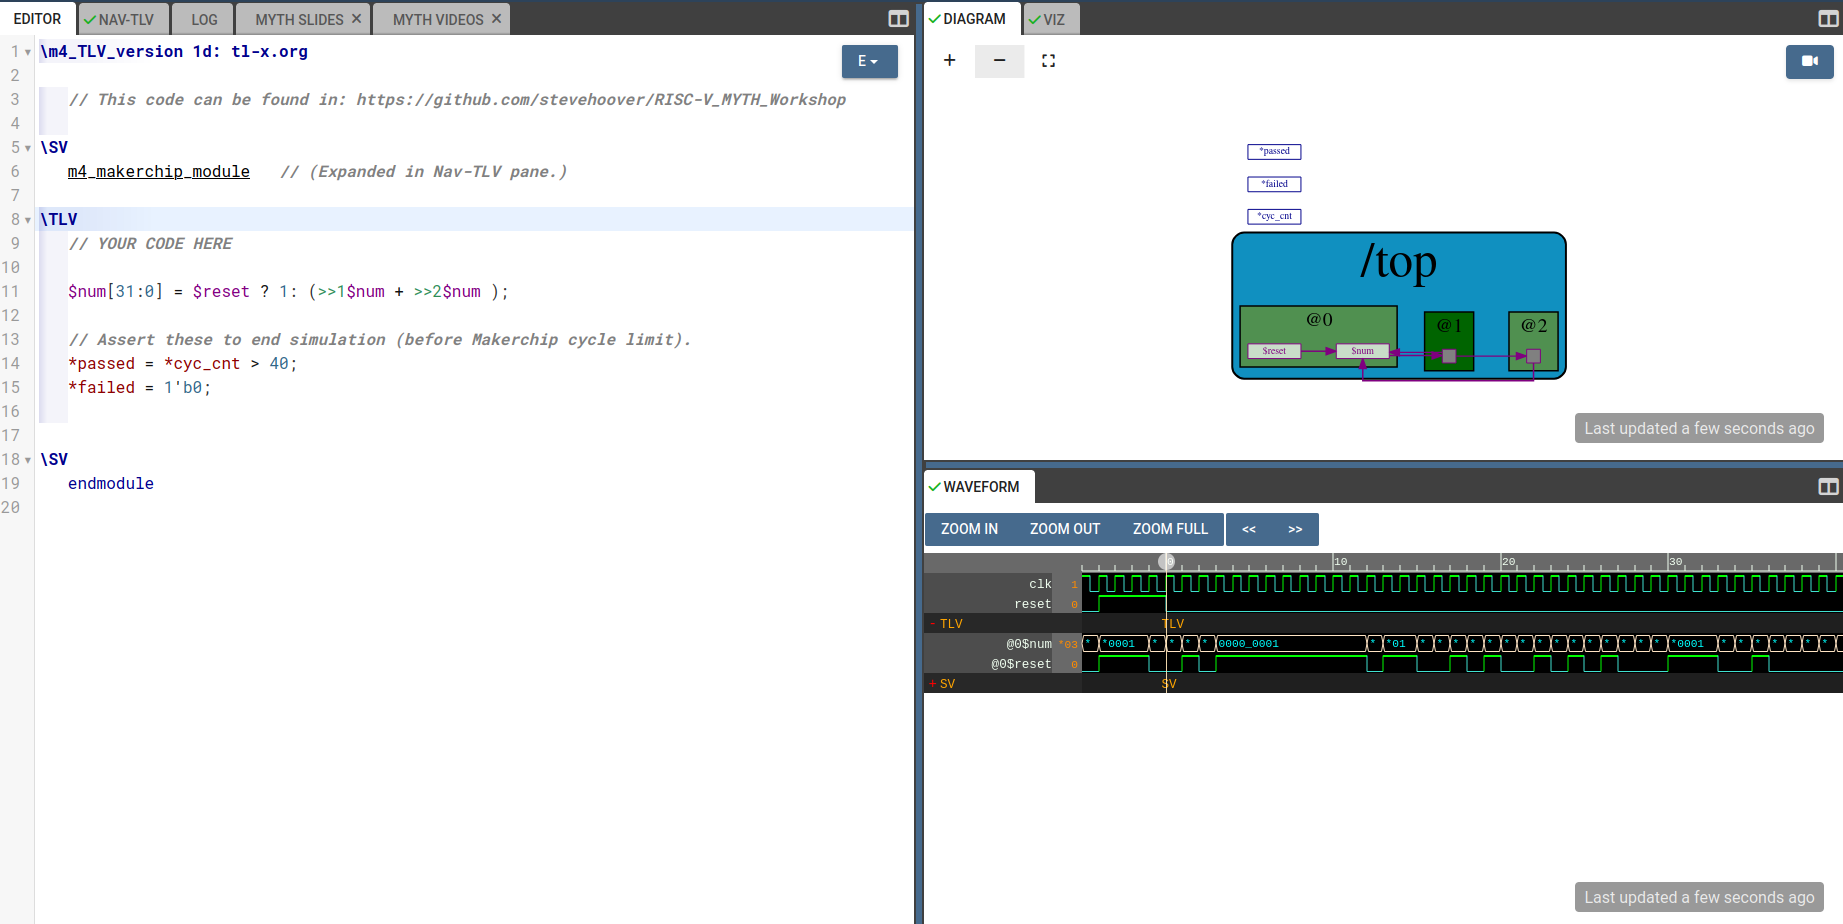 EDITOR NAV-TLV LOG MYTH SLIDES MYTH VIDEOS
1 \m4_TLV_version 1d: tl-x.org
E
2
3 // This code can be found in: https://github.com/stevehoover/RISC-V_MYTH_Workshop
4
5 \SV
6 m4_makerchip_module // (Expanded in Nav-TLV pane.)
7
8 \TLV
9 // YOUR CODE HERE
10
11 $num[31:0] = $reset ? 1: (>>1$num + >>2$num );
12
13 // Assert these to end simulation (before Makerchip cycle limit).
14 *passed = *cyc_cnt > 40;
15 *failed = 1'b0;
16
17
18 \SV
19 endmodule
20
DIAGRAM VIZ
+ −
*passed
*failed
*cyc_cnt
/top
@0 @1 @2
$reset $num
Last updated a few seconds ago
WAVEFORM
ZOOM IN ZOOM OUT ZOOM FULL << >>
0 10 20 30
clk 1
reset 0
- TLV TLV
@0$num *03 * *0001 * * * * 0000_0001 * *01 * * * * * * * * * * * * * * * *0001 * * * * * * *
@0$reset 0
+ SV SV
Last updated a few seconds ago